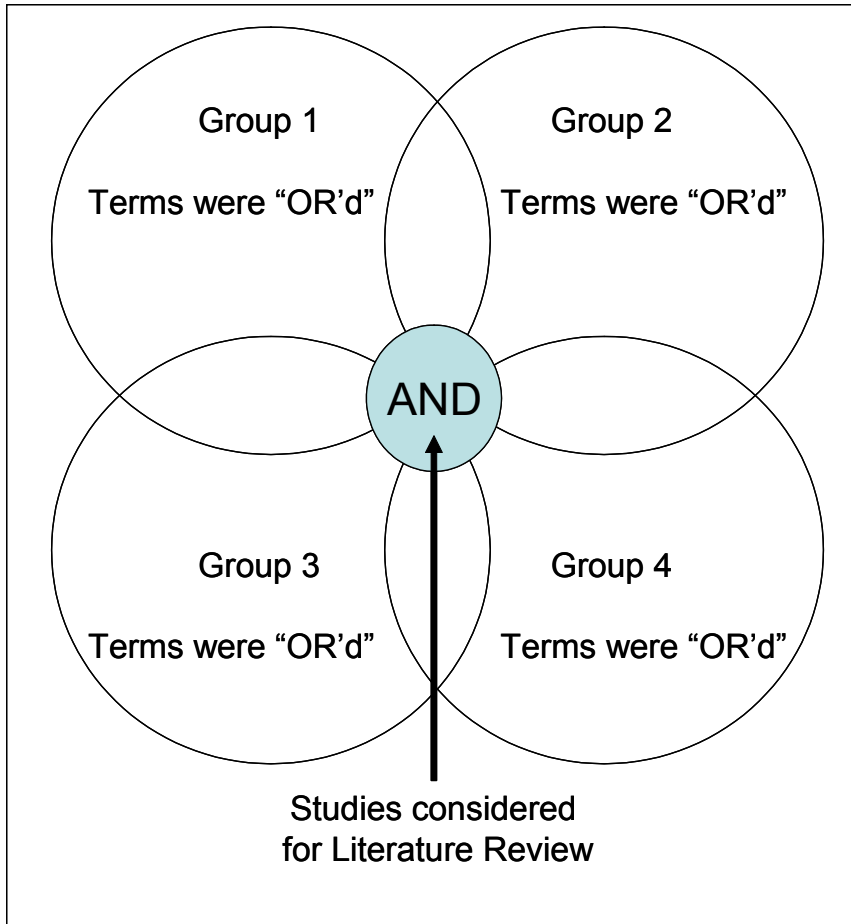 Group 1
Terms were “OR’d”
Group 2
Terms were “OR’d”
AND
Group 3
Terms were “OR’d”
Group 4
Terms were “OR’d”
Studies considered
for Literature Review